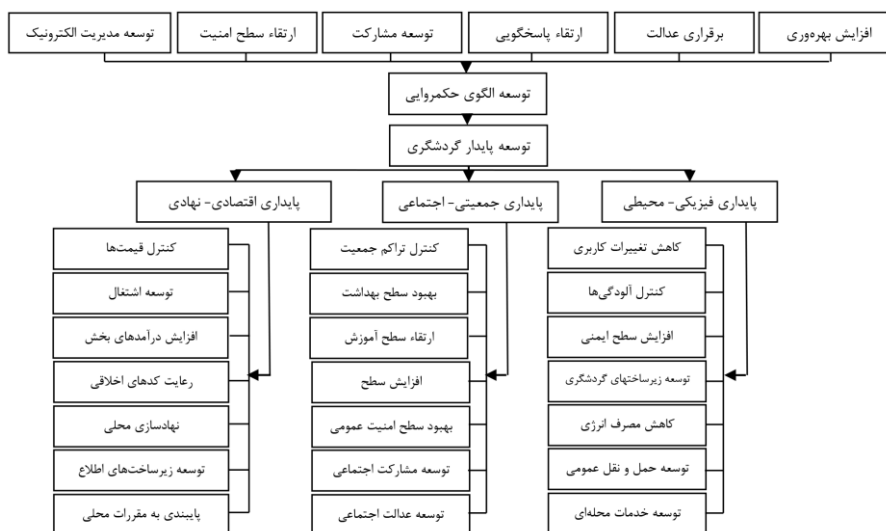 افزایش بهره‌وری
برقراری عدالت
ارتقاء پاسخگویی
توسعه مشارکت
ارتقاء سطح امنیت
توسعه مدیریت الکترونیک
توسعه الگوی حکمروایی
توسعه پایدار گردشگری
پایداری فیزیکی- محیطی
پایداری جمعیتی- اجتماعی
پایداری اقتصادی- نهادی
کاهش تغییرات کاربری
کنترل آلودگی‌ها
افزایش سطح ایمنی
توسعه زیرساختهای گردشگری
کاهش مصرف انرژی
توسعه حمل و نقل عمومی
توسعه خدمات محله‌ای
کنترل تراکم جمعیت
بهبود سطح بهداشت
ارتقاء سطح آموزش
افزایش سطح
بهبود سطح امنیت عمومی
توسعه مشارکت اجتماعی
توسعه عدالت اجتماعی
کنترل قیمت‌ها
توسعه اشتغال
افزایش درآمدهای بخش
رعایت کدهای اخلاقی
نهادسازی محلی
توسعه زیرساخت‌های اطلاع
پایبندی به مقررات محلی